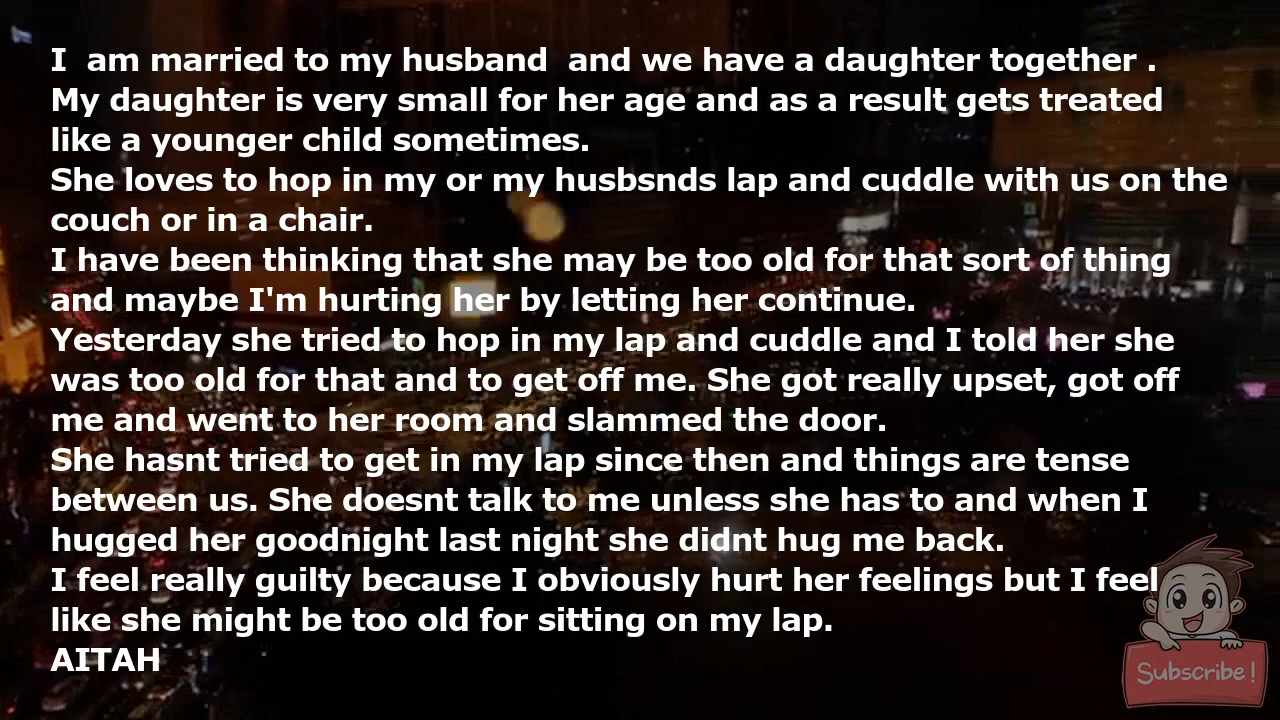 I  am married to my husband  and we have a daughter together .
My daughter is very small for her age and as a result gets treated
like a younger child sometimes.
She loves to hop in my or my husbsnds lap and cuddle with us on the
couch or in a chair.
I have been thinking that she may be too old for that sort of thing
and maybe I'm hurting her by letting her continue.
Yesterday she tried to hop in my lap and cuddle and I told her she
was too old for that and to get off me. She got really upset, got off
me and went to her room and slammed the door.
She hasnt tried to get in my lap since then and things are tense
between us. She doesnt talk to me unless she has to and when I
hugged her goodnight last night she didnt hug me back.
I feel really guilty because I obviously hurt her feelings but I feel
like she might be too old for sitting on my lap.
AITAH
Subscribe!